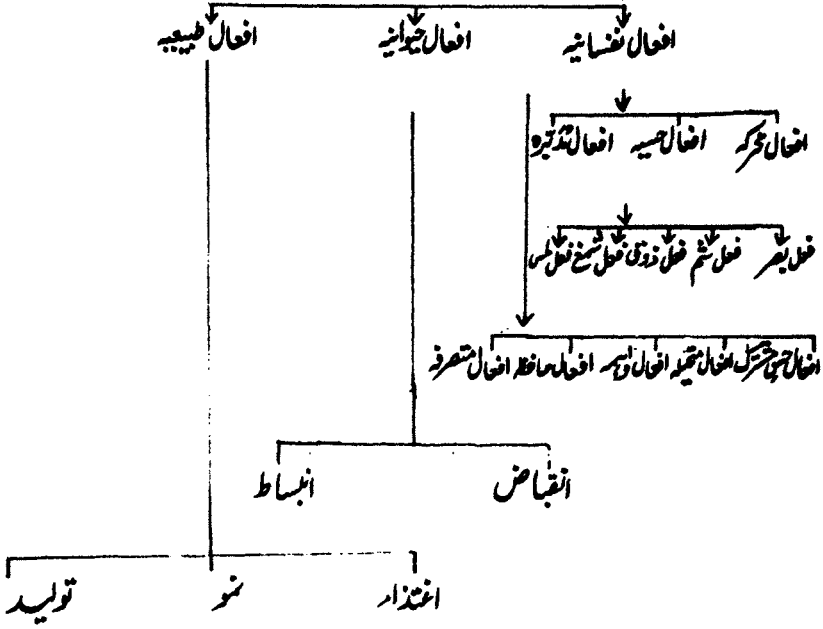 افعال نفسانیہ افعال حیوانیہ افعال طبیعیہ
افعال محرکہ افعال حسیہ افعال مدبرہ
فعل بصر فعل شم فعل ذوق فعل سمع فعل لمس
افعال حس مشترک افعال متخیلہ افعال واہمہ افعال حافظہ افعال متصرفہ
انقباض انبساط
اغتذاء نمو تولید